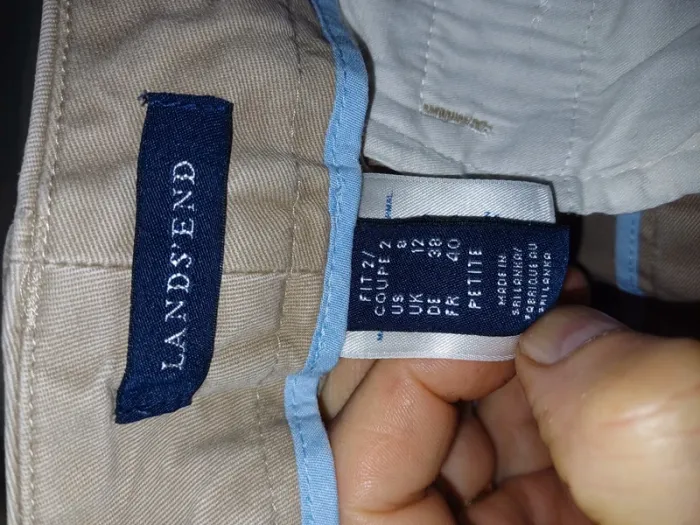 LANDS' END
FIT 2/
COUPE 2
US 8
UK 12
DE 38
FR 40
PETITE
MADE IN
SRI LANKA/
FABRIQUE AU
SRI LANKA